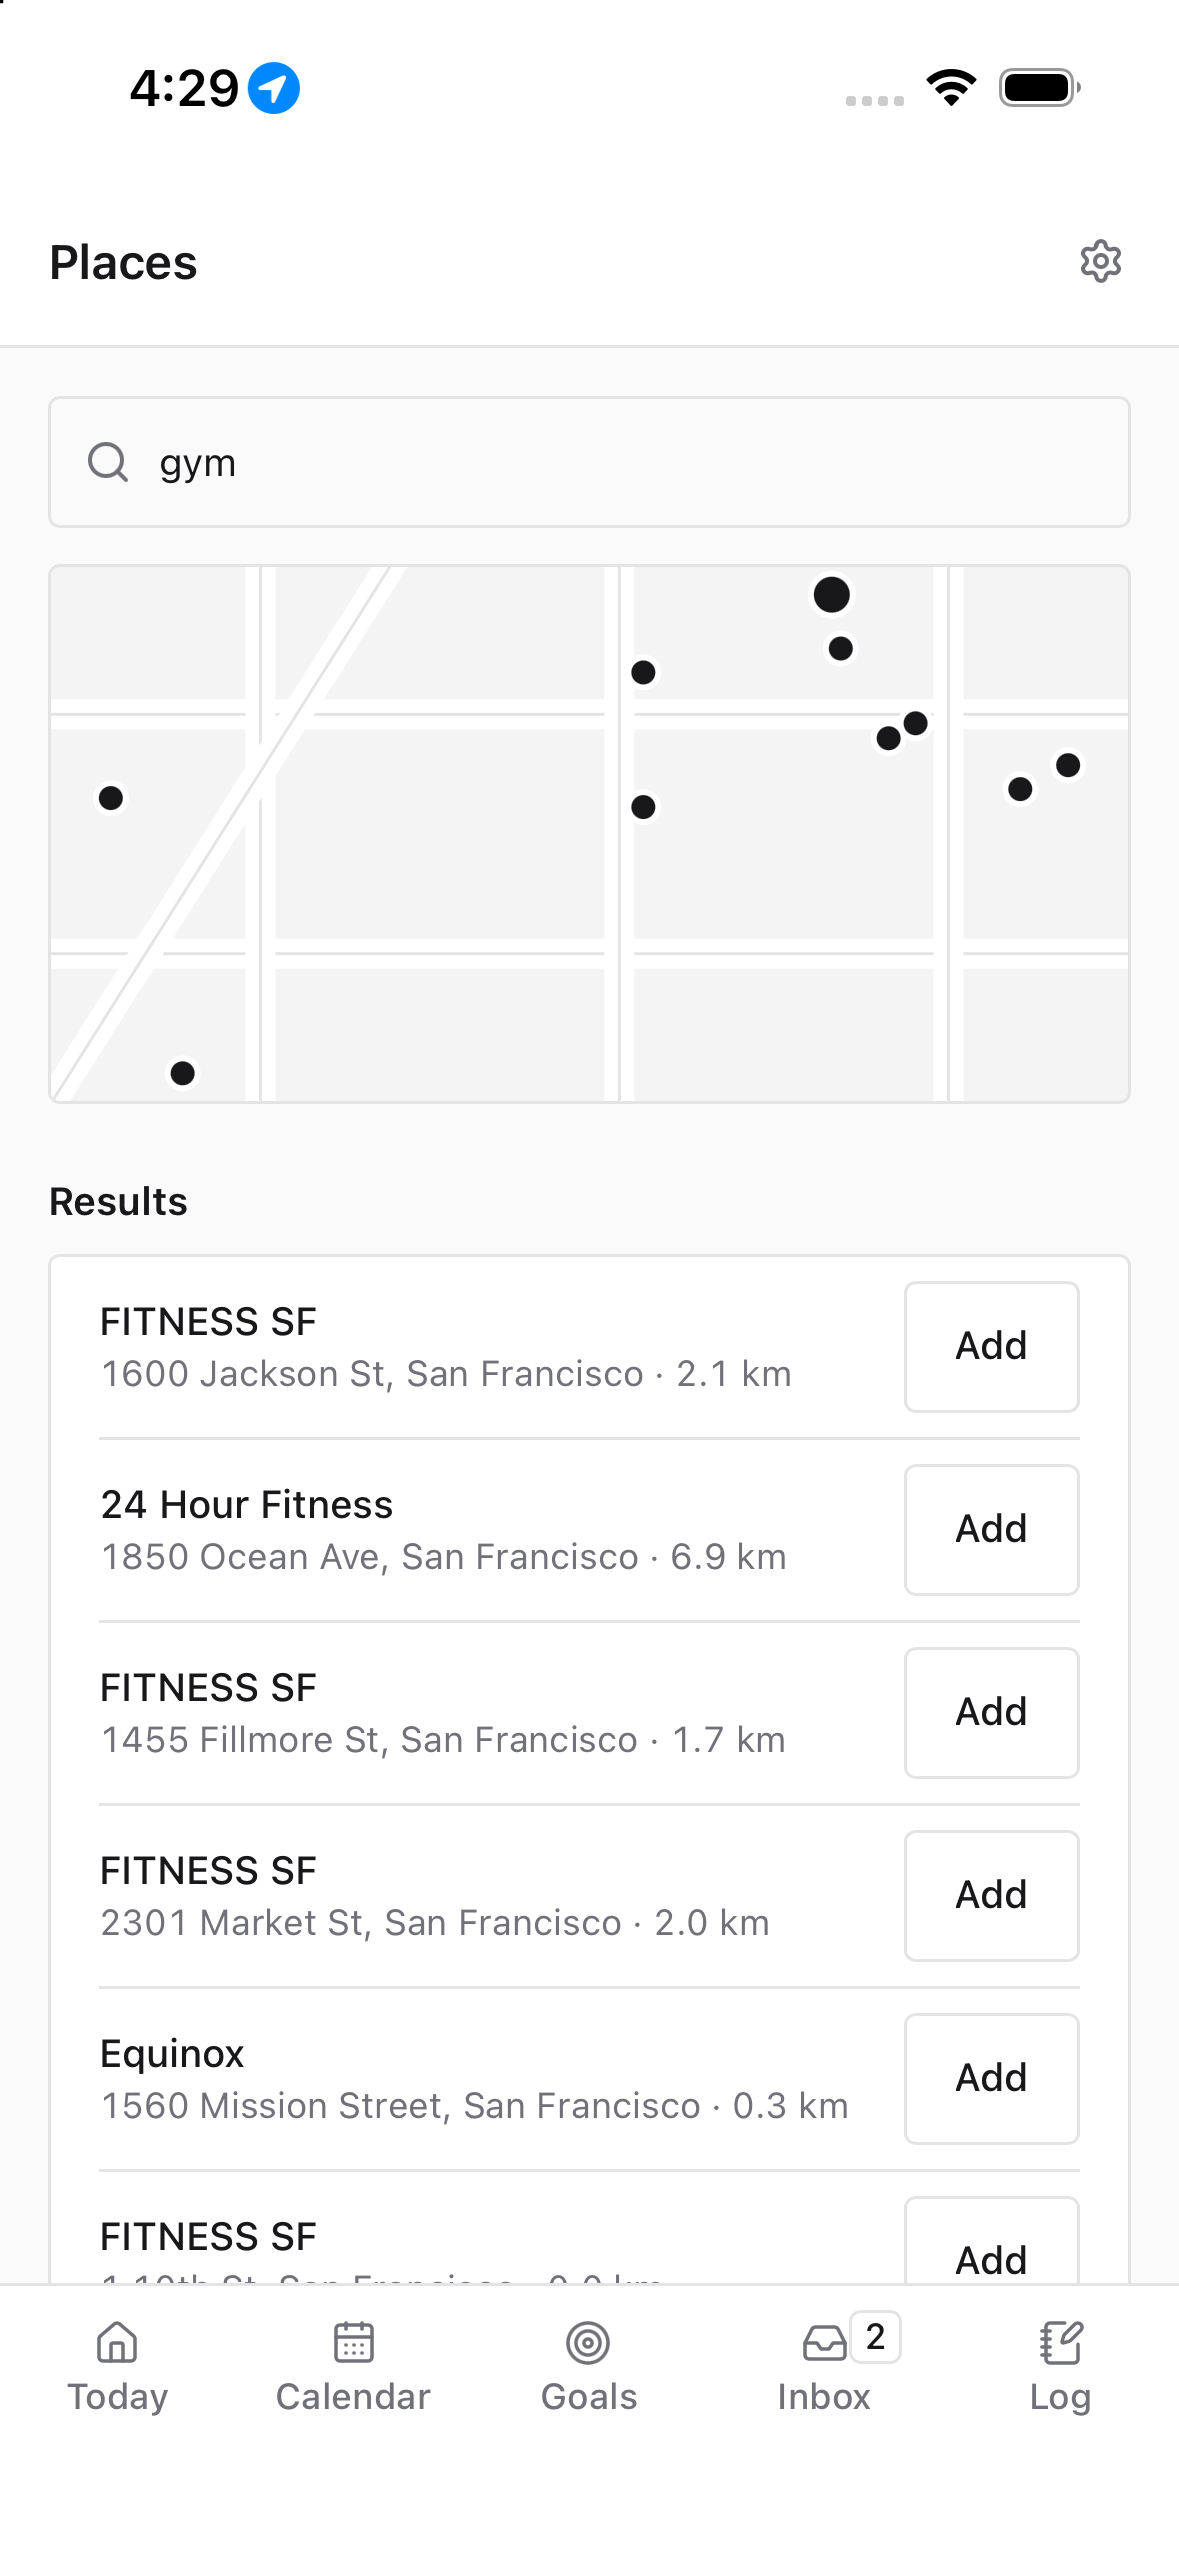 4:29
Places
gym
Results
FITNESS SF
1600 Jackson St, San Francisco · 2.1 km
Add
24 Hour Fitness
1850 Ocean Ave, San Francisco · 6.9 km
Add
FITNESS SF
1455 Fillmore St, San Francisco · 1.7 km
Add
FITNESS SF
2301 Market St, San Francisco · 2.0 km
Add
Equinox
1560 Mission Street, San Francisco · 0.3 km
Add
FITNESS SF
Add
Today
Calendar
Goals
Inbox
2
Log